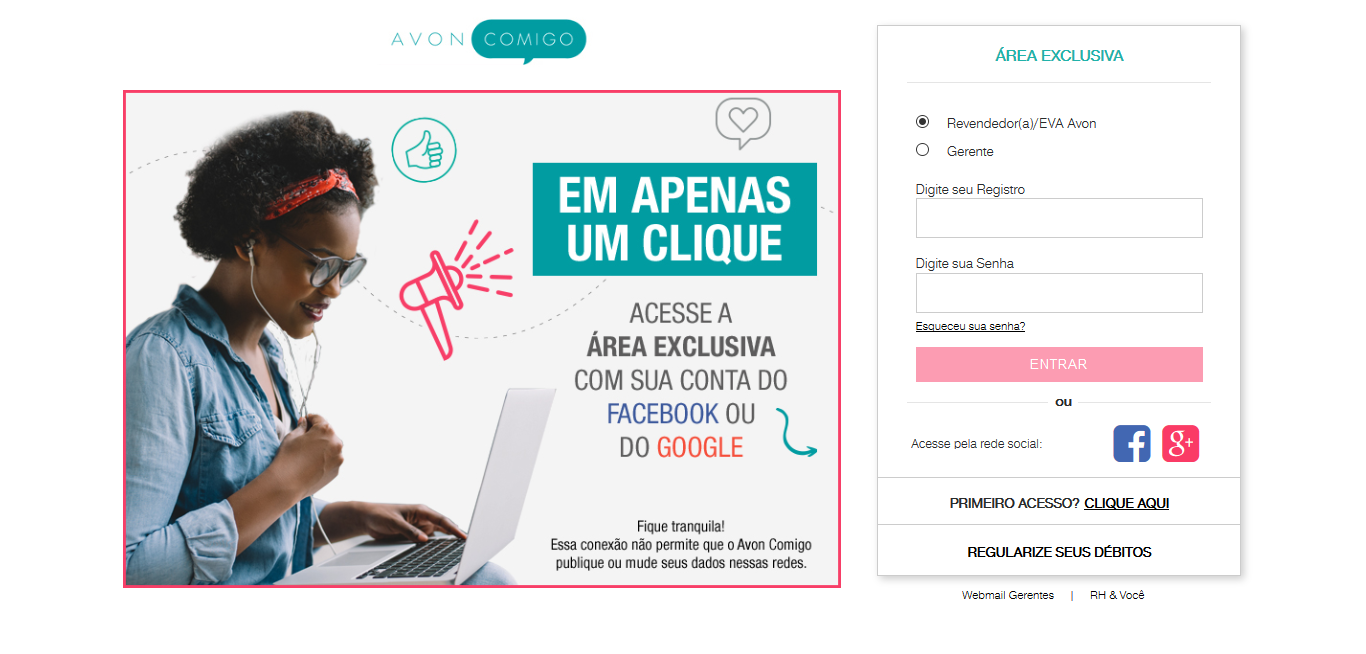 AVON COMIGO
EM APENAS
UM CLIQUE
ACESSE A
ÁREA EXCLUSIVA
COM SUA CONTA DO
FACEBOOK OU
DO GOOGLE
Fique tranquila!
Essa conexão não permite que o Avon Comigo
publique ou mude seus dados nessas redes.
ÁREA EXCLUSIVA
Revendedor(a)/EVA Avon
Gerente
Digite seu Registro
Digite sua Senha
Esqueceu sua senha?
ENTRAR
ou
Acesse pela rede social: f g+
PRIMEIRO ACESSO? CLIQUE AQUI
REGULARIZE SEUS DÉBITOS
Webmail Gerentes | RH & Você